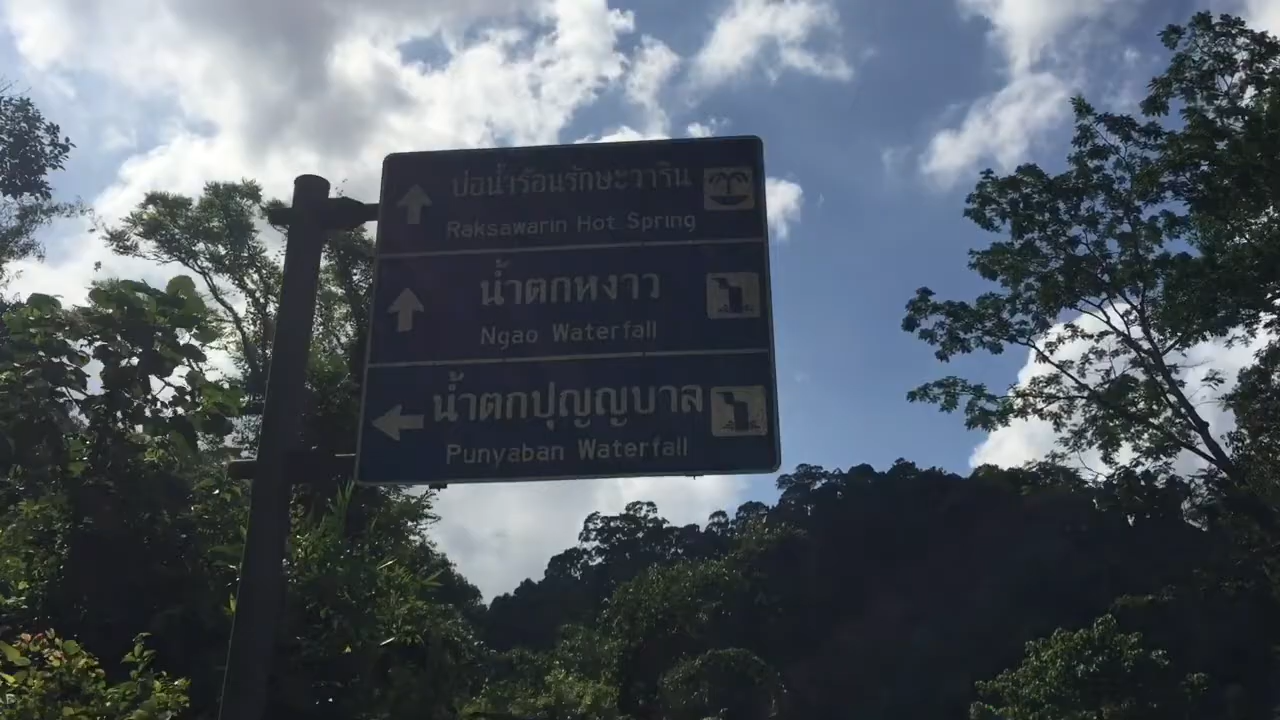 บ่อน้ำร้อนรักษะวาริน
Raksawarin Hot Spring
น้ำตกหงาว
Ngao Waterfall
น้ำตกปุญญบาล
Punyaban Waterfall